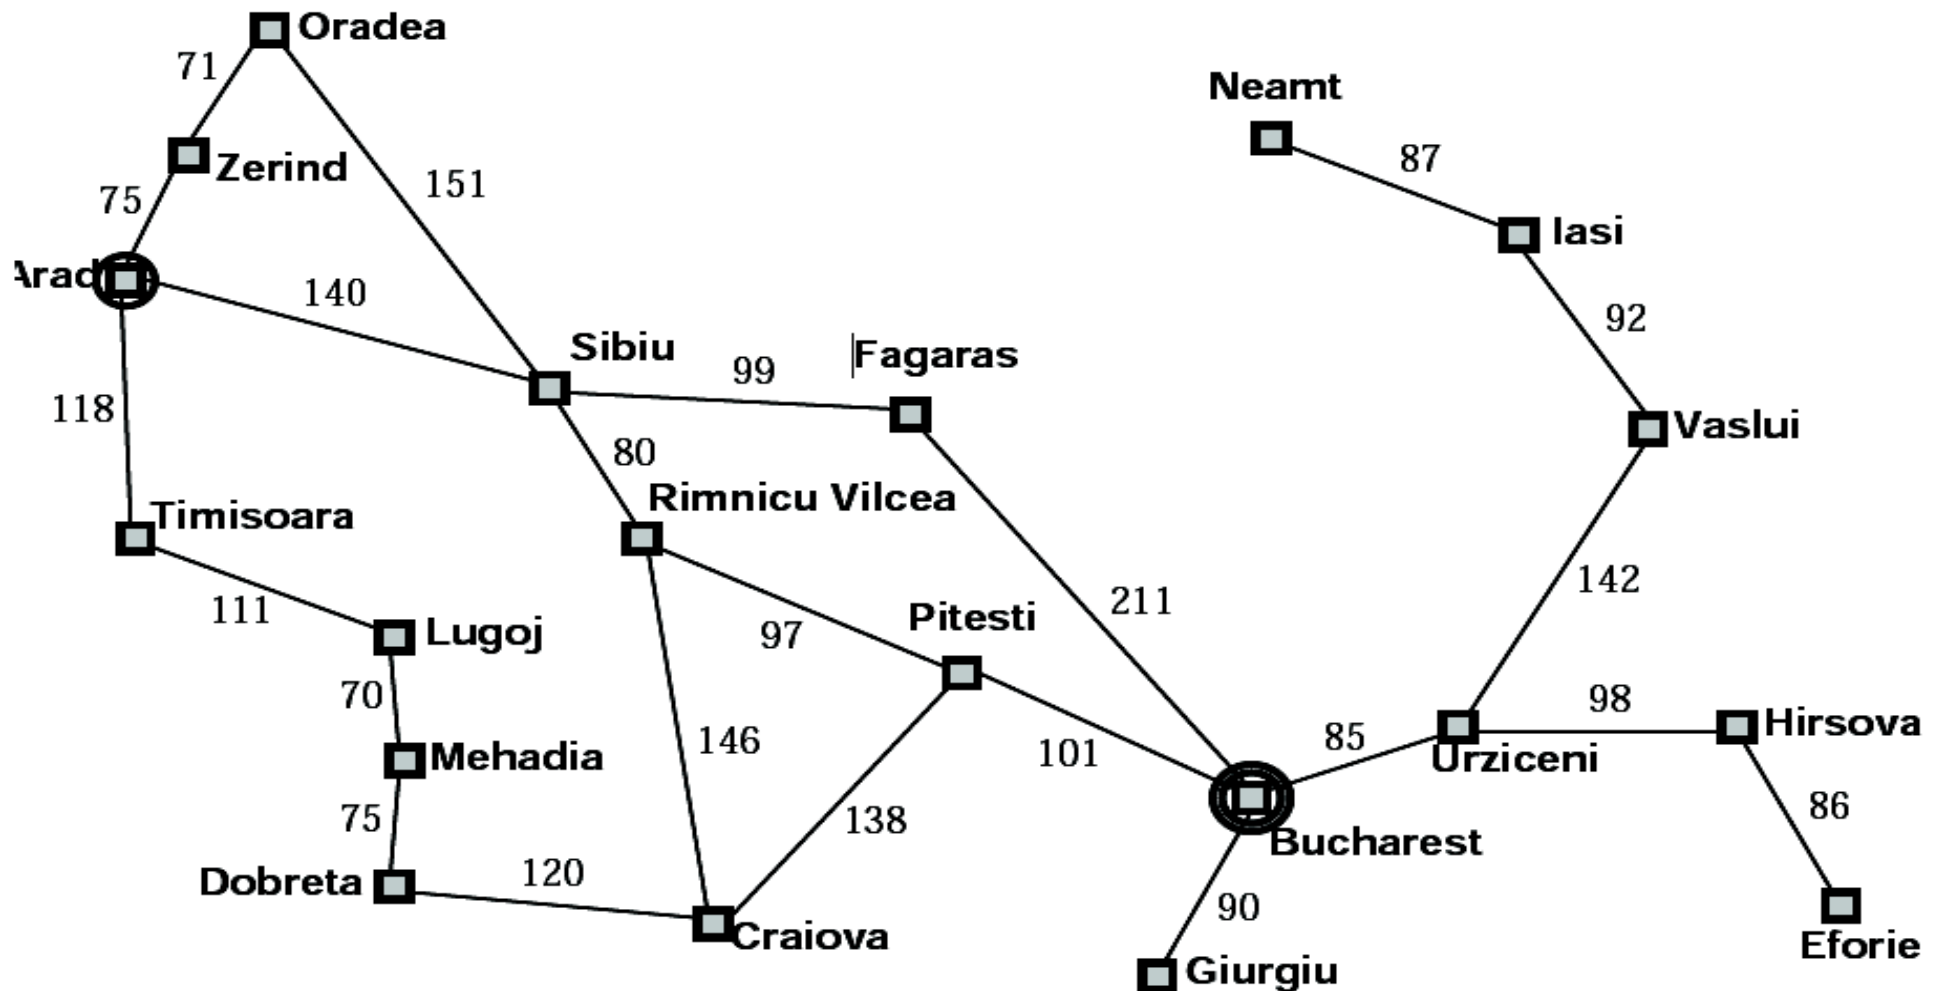 Oradea
71
Neamt
87
Zerind
151
75
Iasi
Arad
140
92
Sibiu
Fagaras
99
118
Vaslui
80
Rimnicu Vilcea
Timisoara
142
211
111
Pitesti
Lugoj
97
70
98
Hirsova
146
101
85
Urziceni
Mehadia
86
75
138
Bucharest
Dobreta
120
90
Craiova
Eforie
Giurgiu